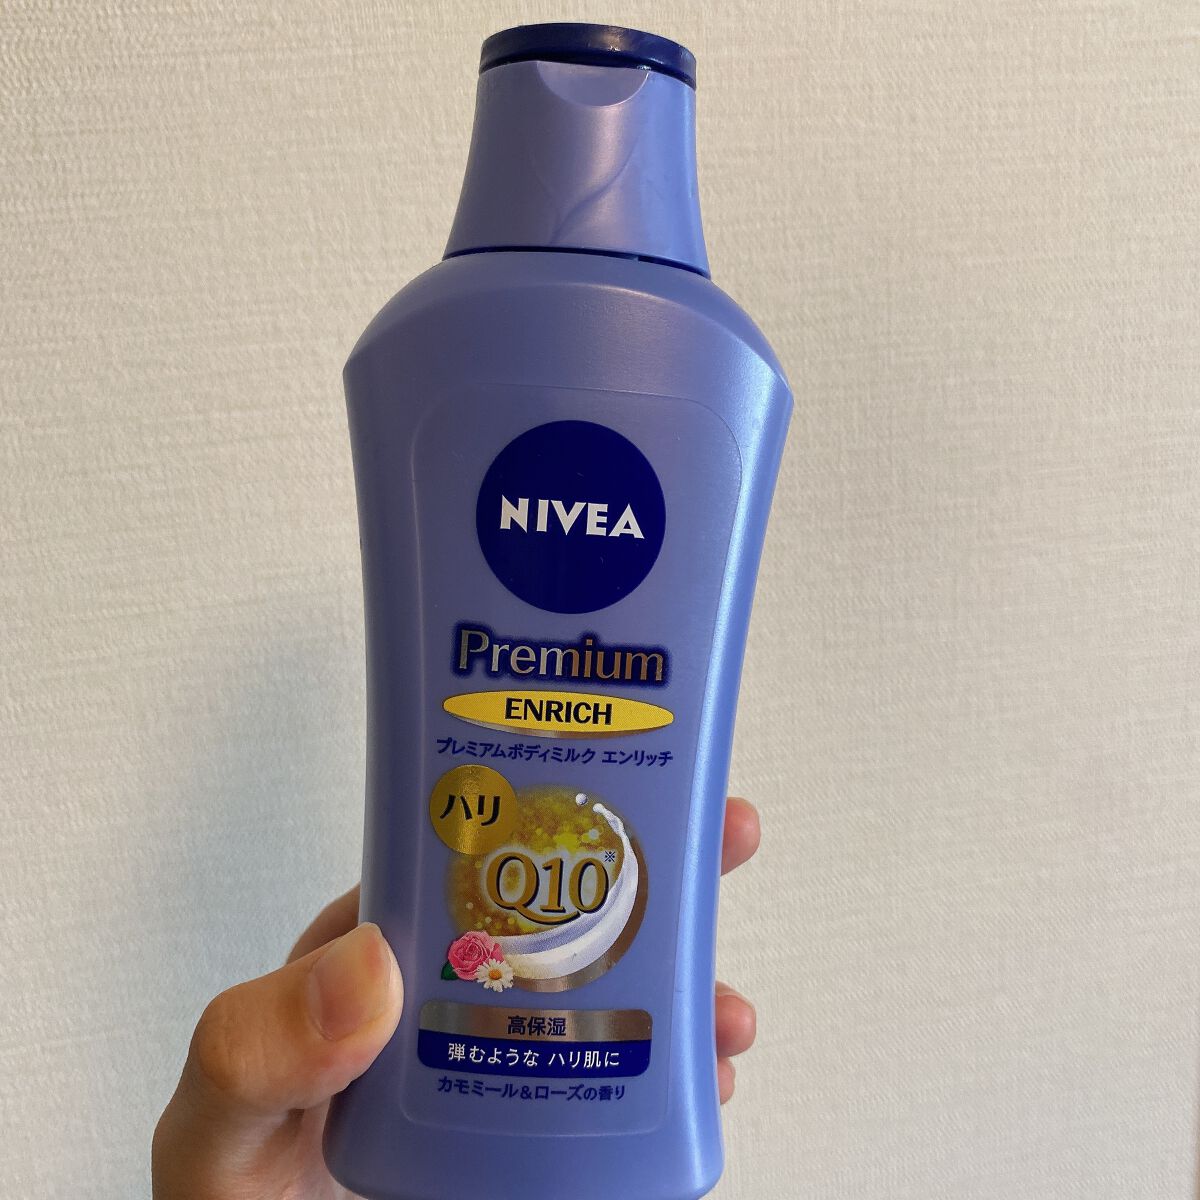 NIVEA
Premium
ENRICH
プレミアムボディミルク エンリッチ
ハリ
Q10※
高保湿
弾むような ハリ肌に
カモミール&ローズの香り